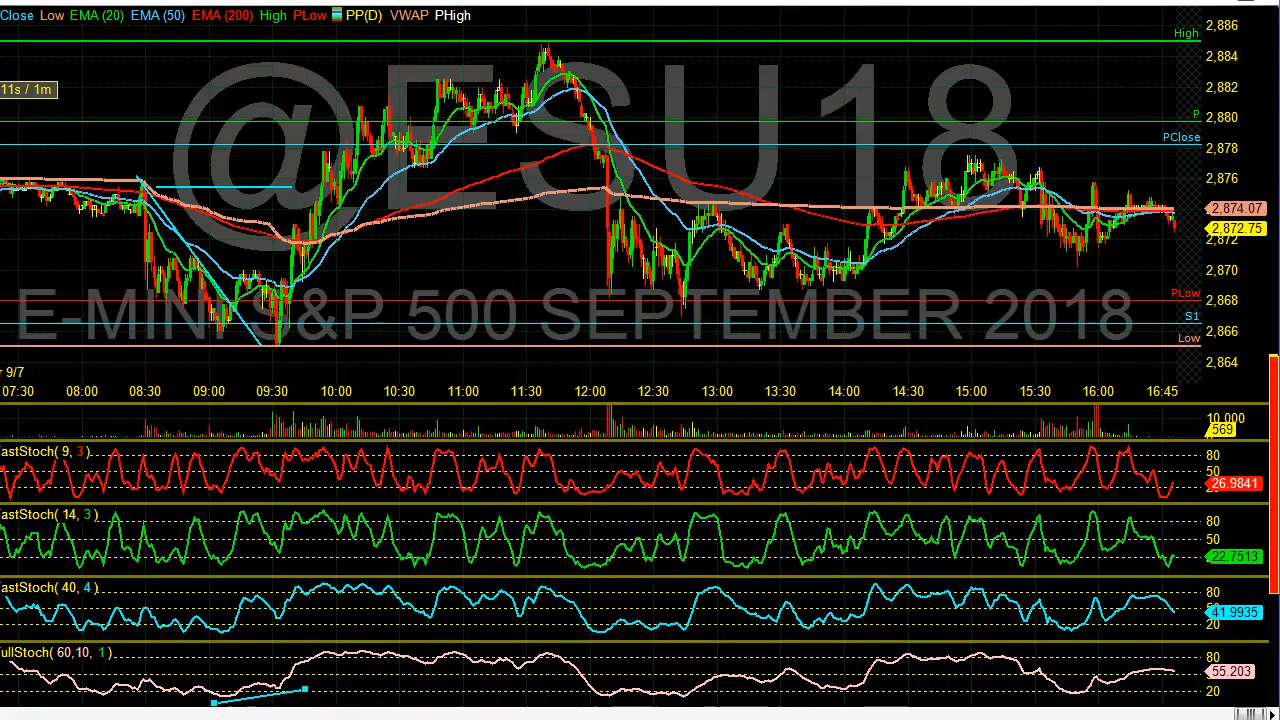 Close Low EMA (20) EMA (50) EMA (200) High PLow PP(D) VWAP PHigh
@ESU18
E-MINI S&P 500 SEPTEMBER 2018
11s / 1m
2,886
High
2,884
2,882
2,880
P
PClose
2,878
2,876
2,874.07
2,872.75
2,872
2,870
PLow
2,868
S1
2,866
Low
2,864
r 9/7
07:30 08:00 08:30 09:00 09:30 10:00 10:30 11:00 11:30 12:00 12:30 13:00 13:30 14:00 14:30 15:00 15:30 16:00 16:45
10,000
569
astStoch( 9, 3 )
80
50
26.9841
astStoch( 14, 3 )
80
50
22.7513
astStoch( 40, 4 )
80
41.9935
20
ullStoch( 60,10, 1 )
80
55.203
20